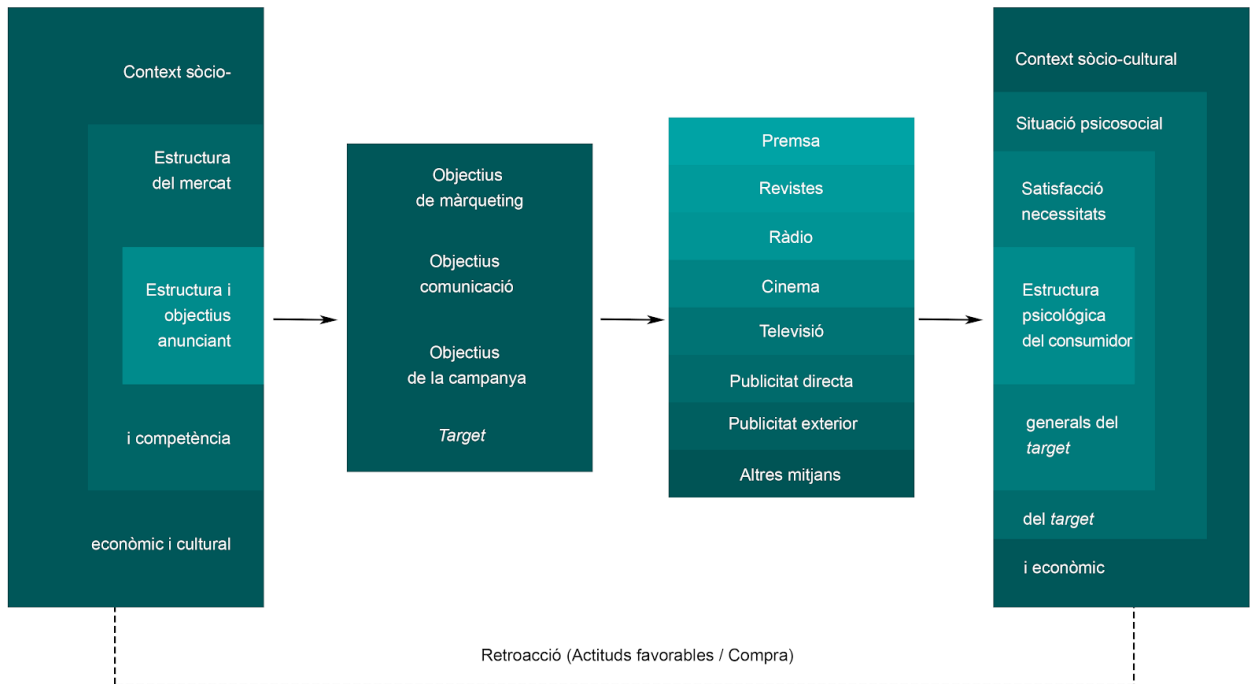 Context sòcio-
Estructura
del mercat
Estructura i
objectius
anunciant
i competència
econòmic i cultural
Objectius
de màrqueting
Objectius
comunicació
Objectius
de la campanya
Target
Premsa
Revistes
Ràdio
Cinema
Televisió
Publicitat directa
Publicitat exterior
Altres mitjans
Context sòcio-cultural
Situació psicosocial
Satisfacció
necessitats
Estructura
psicológica
del consumidor
generals del
target
del target
i econòmic
Retroacció (Actituds favorables / Compra)